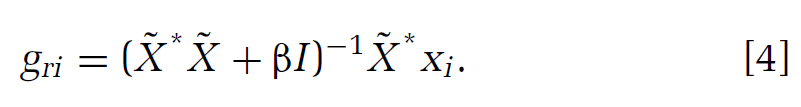 g_{ri} = (X̃* X̃ + βI)^{−1} X̃* x_i. [4]